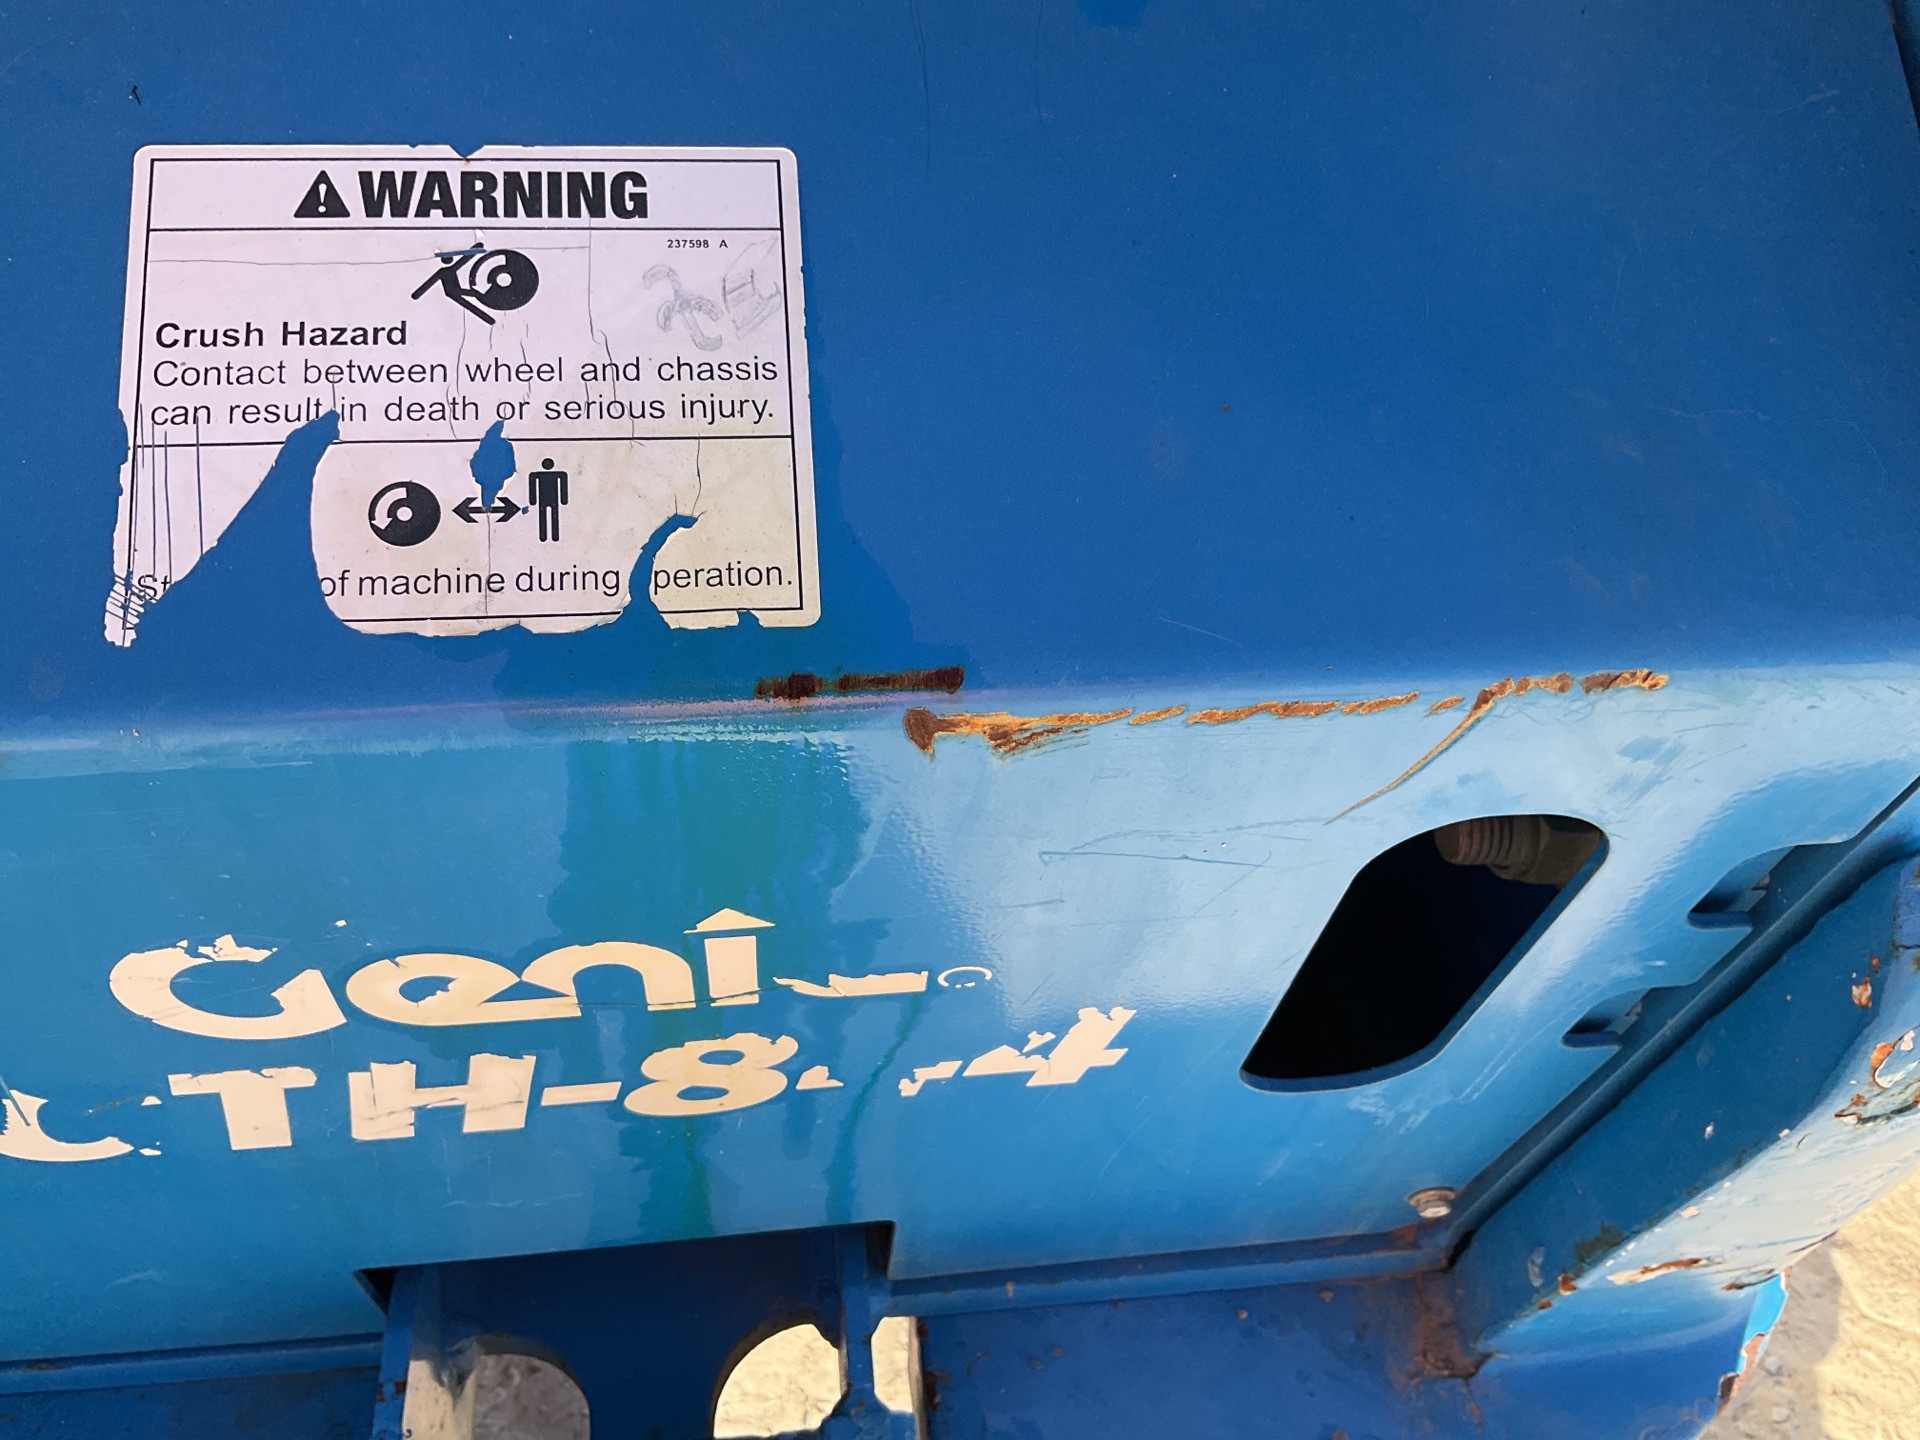 WARNING
237598 A
Crush Hazard
Contact between wheel and chassis
can result in death or serious injury.
of machine during peration.
Geni
TH-8 4